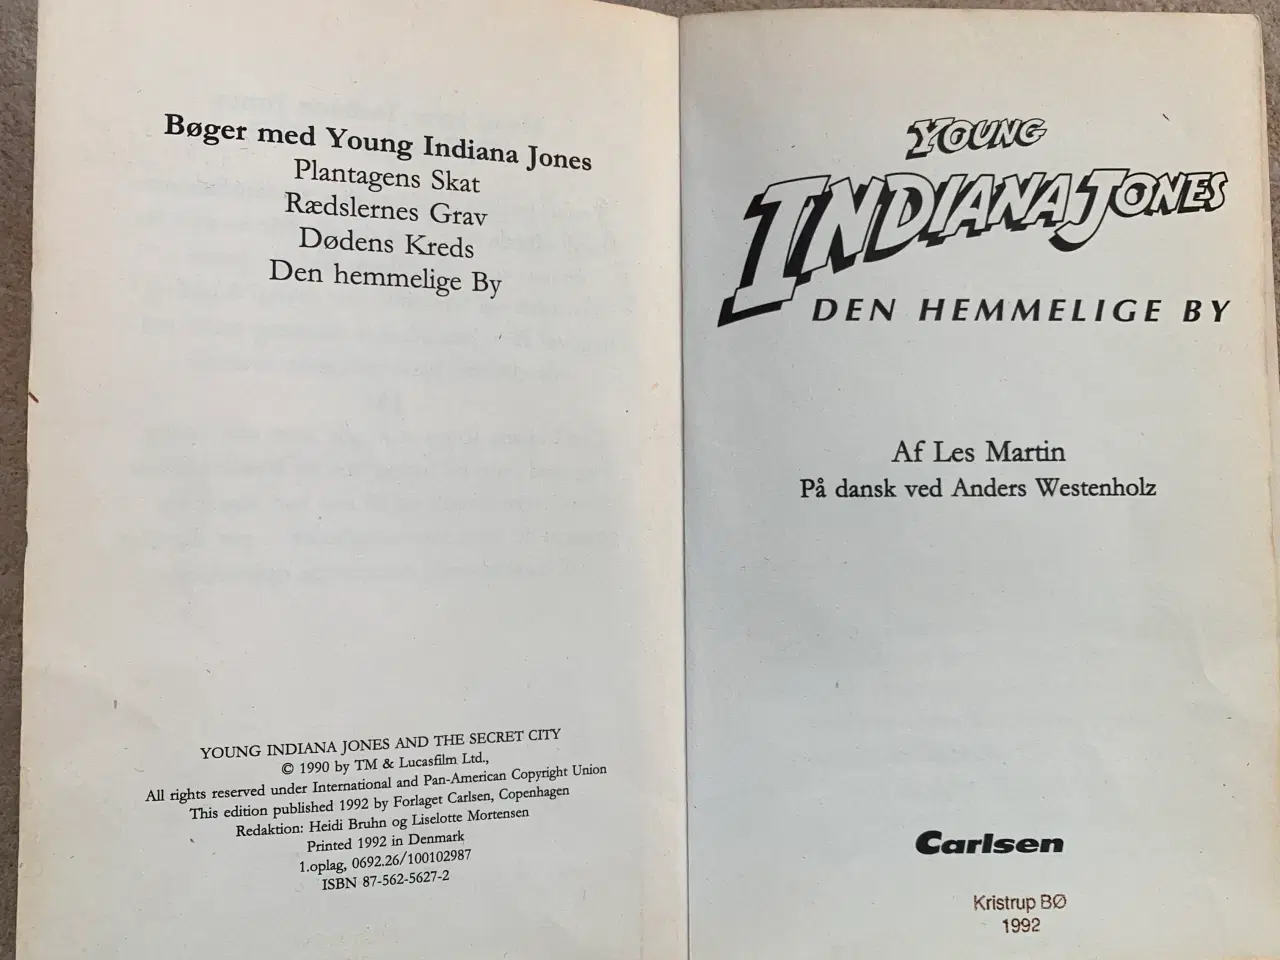 Bøger med Young Indiana Jones
Plantagens Skat
Rædslernes Grav
Dødens Kreds
Den hemmelige By
YOUNG INDIANA JONES AND THE SECRET CITY
© 1990 by TM & Lucasfilm Ltd.,
All rights reserved under International and Pan-American Copyright Union
This edition published 1992 by Forlaget Carlsen, Copenhagen
Redaktion: Heidi Bruhn og Liselotte Mortensen
Printed 1992 in Denmark
1.oplag, 0692.26/100102987
ISBN 87-562-5627-2
YOUNG
INDIANA JONES
DEN HEMMELIGE BY
Af Les Martin
På dansk ved Anders Westenholz
Carlsen
Kristrup BØ
1992